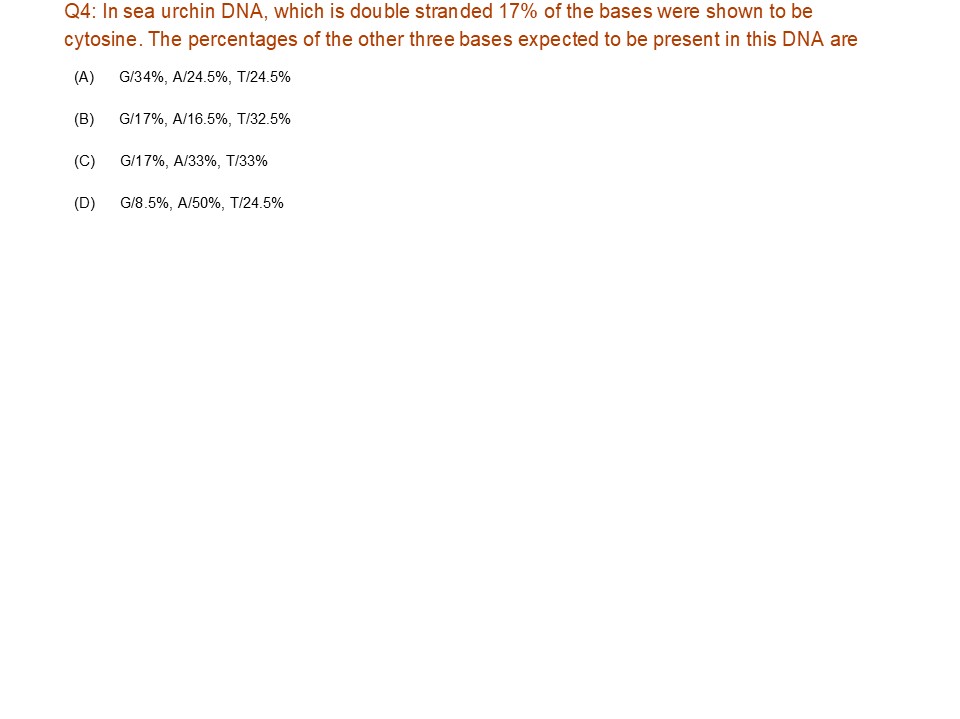 Q4: In sea urchin DNA, which is double stranded 17% of the bases were shown to be
cytosine. The percentages of the other three bases expected to be present in this DNA are
(A) G/34%, A/24.5%, T/24.5%
(B) G/17%, A/16.5%, T/32.5%
(C) G/17%, A/33%, T/33%
(D) G/8.5%, A/50%, T/24.5%